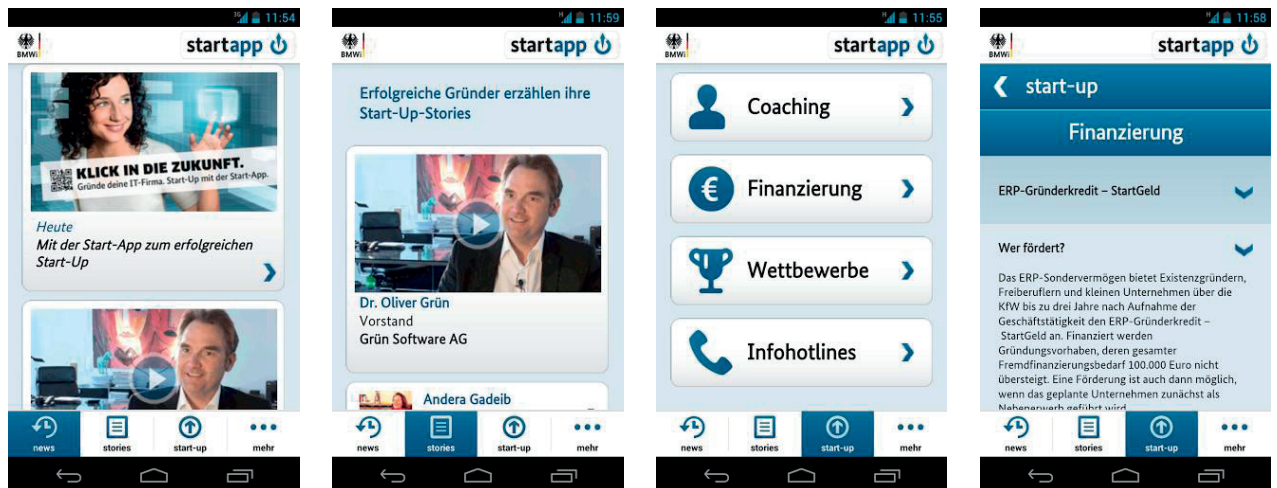 3G 11:54
BMWi
startapp
KLICK IN DIE ZUKUNFT.
Gründe deine IT-Firma. Start-Up mit der Start-App.
Heute
Mit der Start-App zum erfolgreichen
Start-Up
news stories start-up mehr
H 11:59
BMWi
startapp
Erfolgreiche Gründer erzählen ihre
Start-Up-Stories
Dr. Oliver Grün
Vorstand
Grün Software AG
Andera Gadeib
news stories start-up mehr
H 11:55
BMWi
startapp
Coaching
€ Finanzierung
Wettbewerbe
Infohotlines
news stories start-up mehr
H 11:58
BMWi
startapp
start-up
Finanzierung
ERP-Gründerkredit – StartGeld
Wer fördert?
Das ERP-Sondervermögen bietet Existenzgründern,
Freiberuflern und kleinen Unternehmen über die
KfW bis zu drei Jahre nach Aufnahme der
Geschäftstätigkeit den ERP-Gründerkredit –
StartGeld an. Finanziert werden
Gründungsvorhaben, deren gesamter
Fremdfinanzierungsbedarf 100.000 Euro nicht
übersteigt. Eine Förderung ist auch dann möglich,
wenn das geplante Unternehmen zunächst als
Nebenerwerb geführt wird
news stories start-up mehr